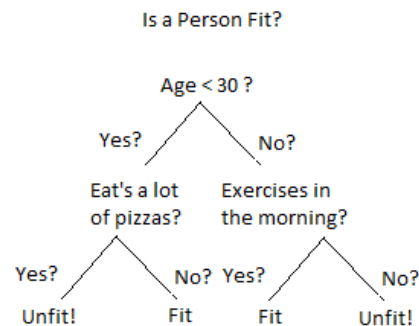 Is a Person Fit?
Age < 30 ?
Yes?
No?
Eat's a lot
of pizzas?
Exercises in
the morning?
Yes?
No?
Yes?
No?
Unfit!
Fit
Fit
Unfit!